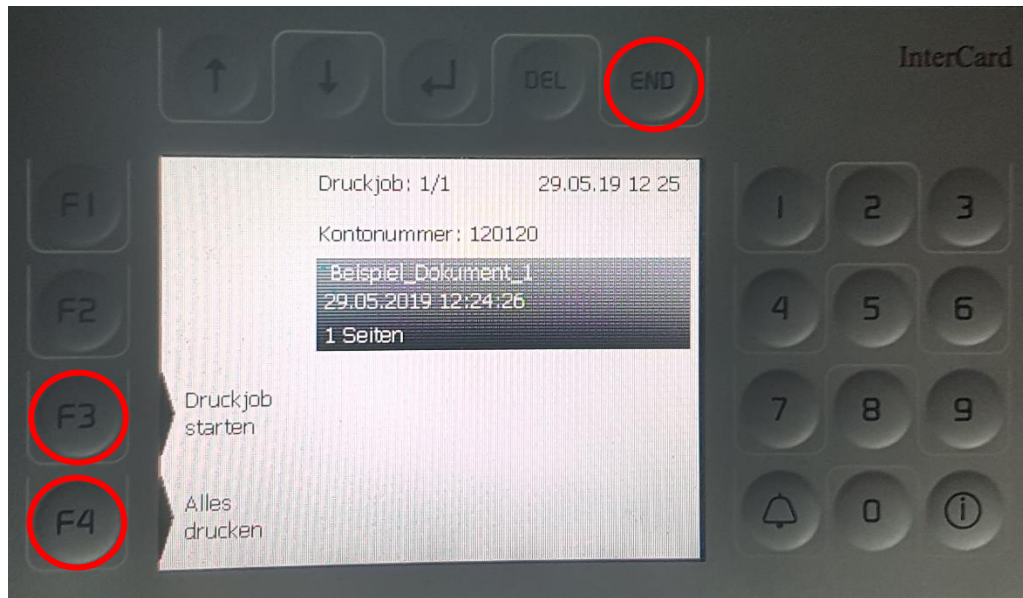 DEL END
InterCard
F1
F2
F3
F4
Druckjob: 1/1 29.05.19 12 25
Kontonummer: 120120
Beispiel_Dokument_1
29.05.2019 12:24:26
1 Seiten
Druckjob
starten
Alles
drucken
1 2 3
4 5 6
7 8 9
0